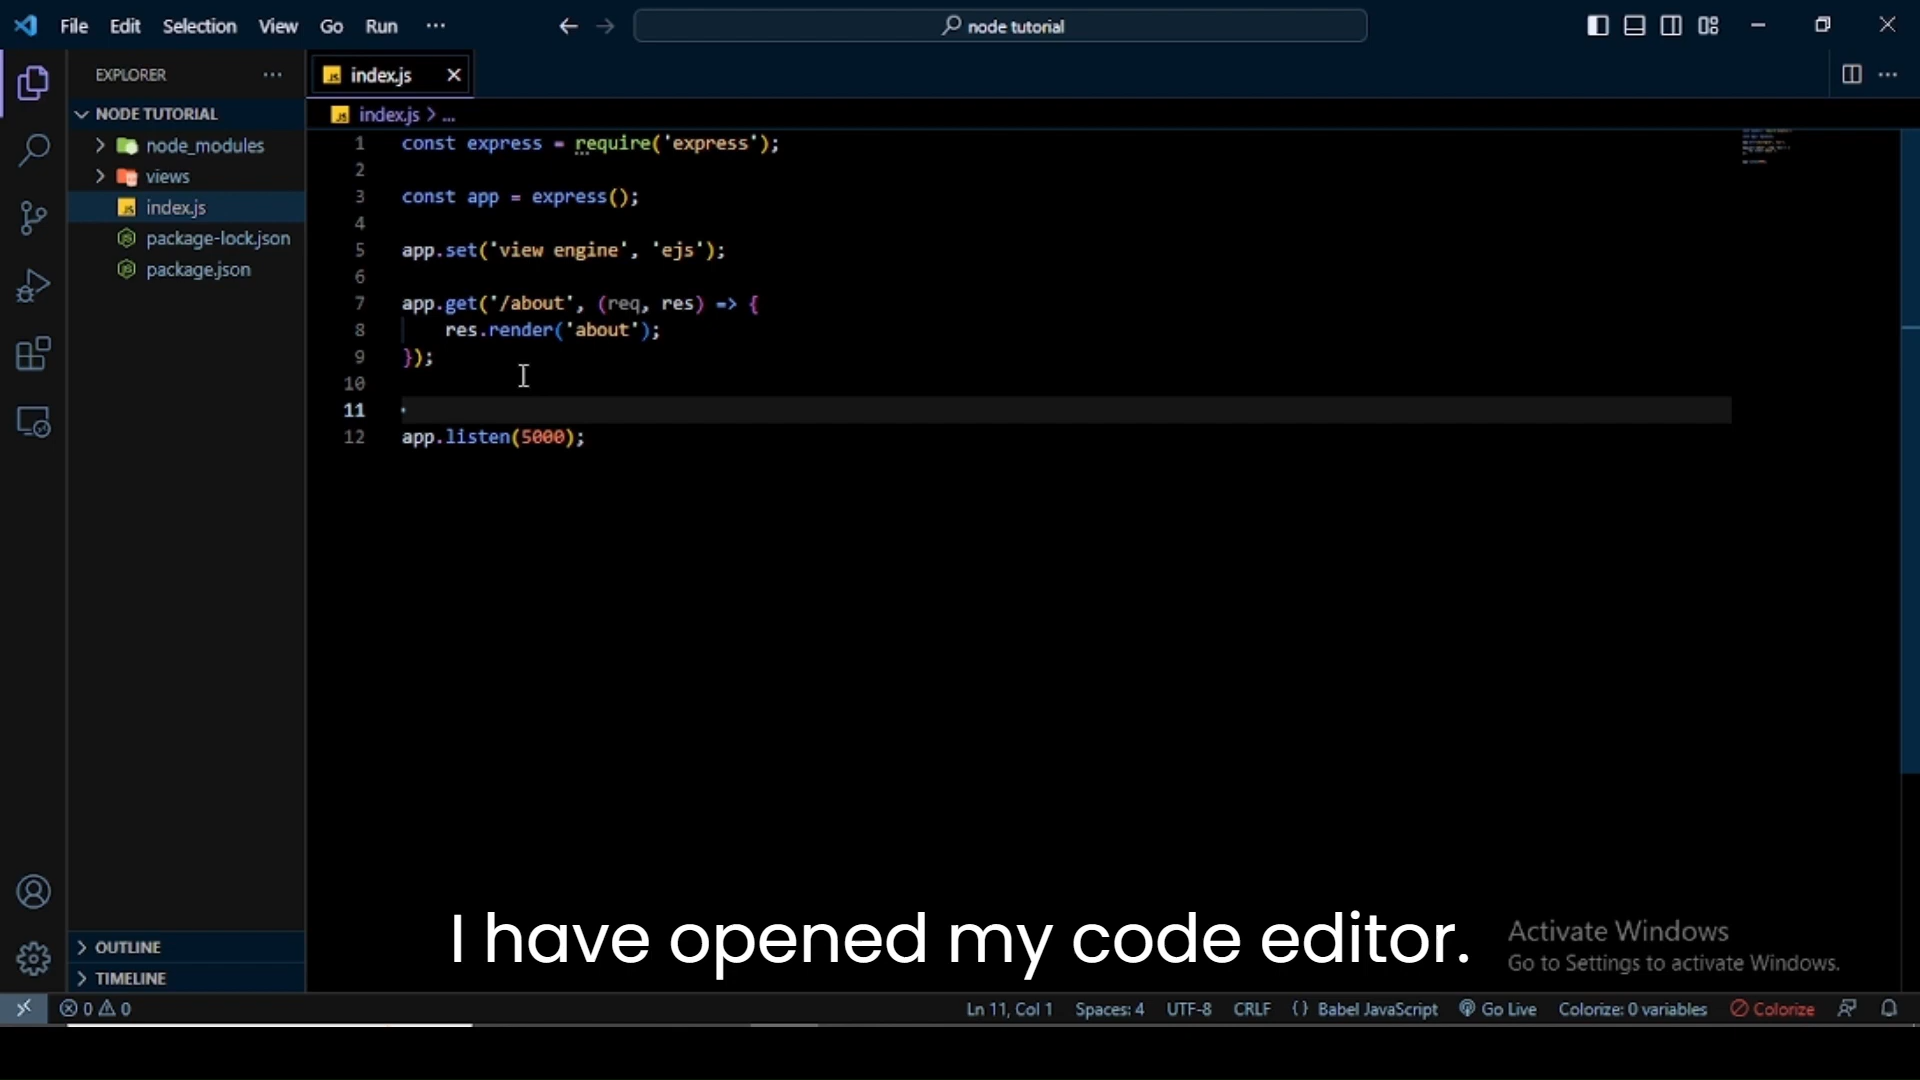 File Edit Selection View Go Run ···
node tutorial
EXPLORER ···
index.js
NODE TUTORIAL
index.js > ...
node_modules
views
index.js
package-lock.json
package.json
1 const express = require('express');
2
3 const app = express();
4
5 app.set('view engine', 'ejs');
6
7 app.get('/about', (req, res) => {
8 res.render('about');
9 });
10
11
12 app.listen(5000);
I have opened my code editor.
Activate Windows
Go to Settings to activate Windows.
OUTLINE
TIMELINE
0 0 Ln 11, Col 1 Spaces: 4 UTF-8 CRLF {} Babel JavaScript Go Live Colorize: 0 variables Colorize